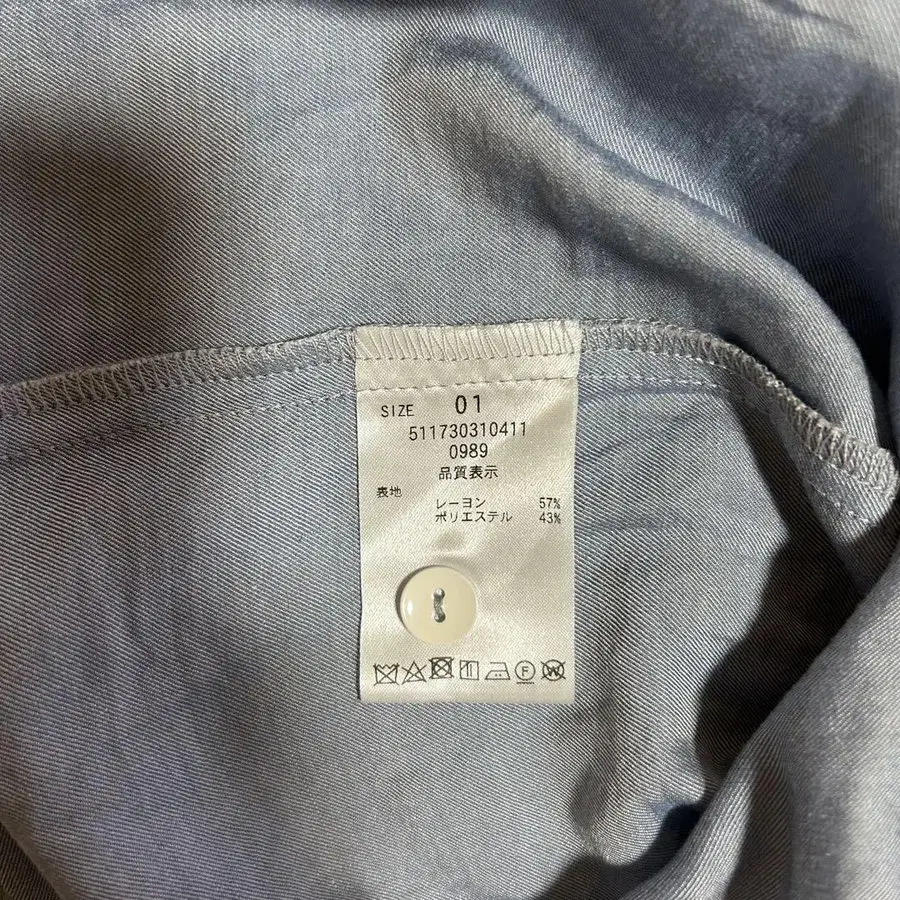 SIZE 01
511730310411
0989
品質表示
表地
レーヨン 57%
ポリエステル 43%
F W